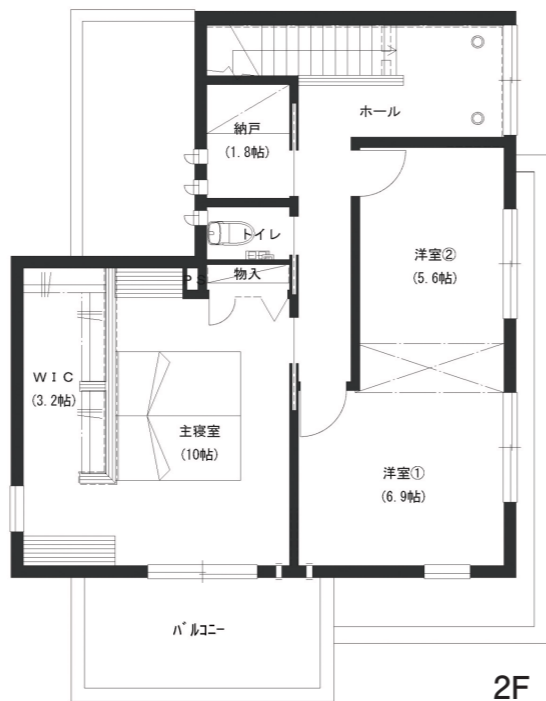 ホール
納戸
(1.8帖)
トイレ
洋室②
(5.6帖)
PS
物入
WIC
(3.2帖)
主寝室
(10帖)
洋室①
(6.9帖)
バルコニー
2F